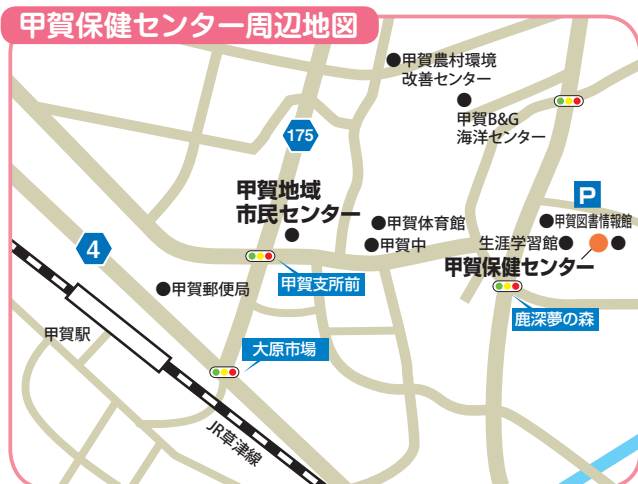 甲賀保健センター周辺地図
●甲賀農村環境
改善センター
甲賀B&G
海洋センター
175
甲賀地域
市民センター
P
●甲賀図書情報館
●甲賀体育館
●甲賀中
生涯学習館●
甲賀保健センター
4
甲賀支所前
●甲賀郵便局
鹿深夢の森
甲賀駅
大原市場
JR草津線